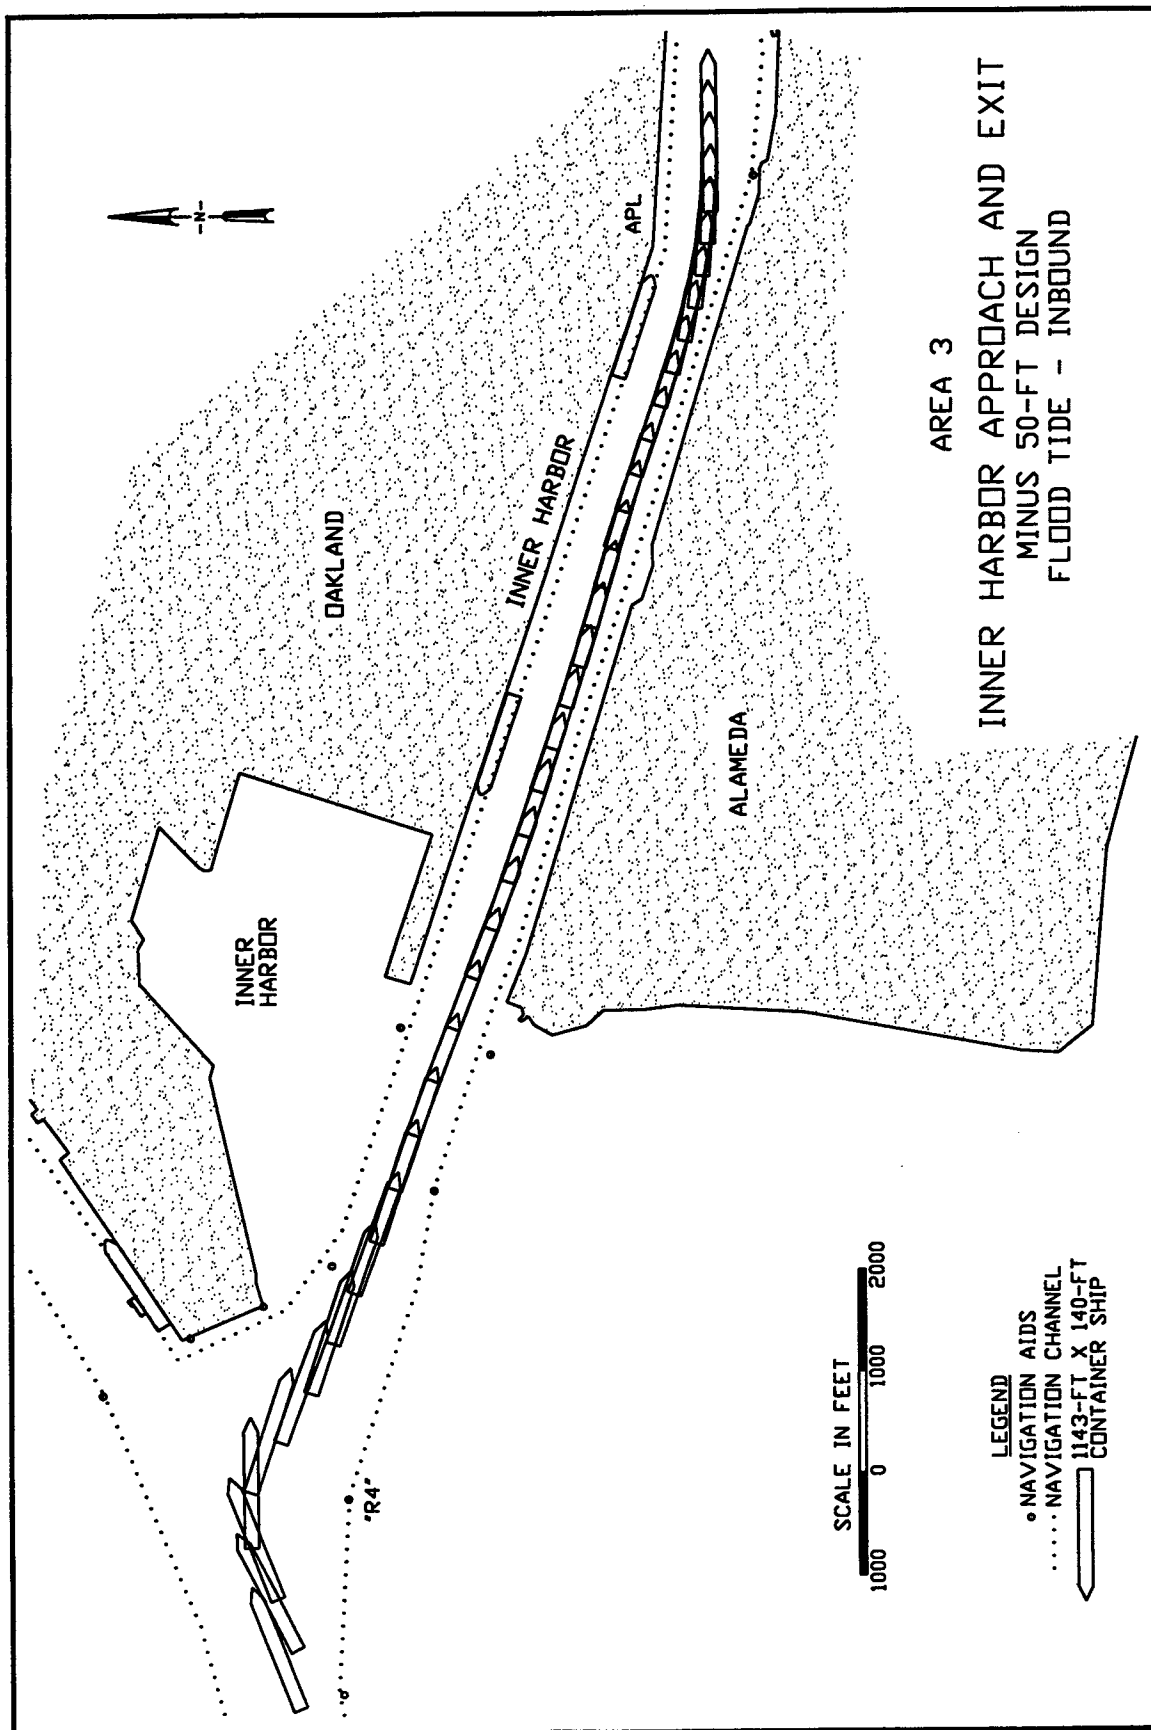 -N-
APL
OAKLAND
INNER HARBOR
INNER
HARBOR
ALAMEDA
"R4"
AREA 3
INNER HARBOR APPROACH AND EXIT
MINUS 50-FT DESIGN
FLOOD TIDE - INBOUND
SCALE IN FEET
1000 0 1000 2000
LEGEND
NAVIGATION AIDS
NAVIGATION CHANNEL
1143-FT X 140-FT
CONTAINER SHIP